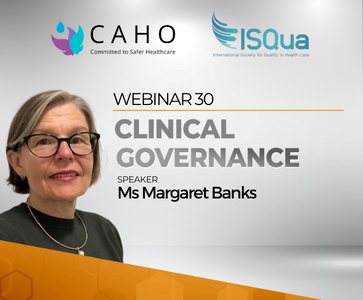 CAHO
Committed to Safer Healthcare
ISQua
International Society for Quality in Health Care
WEBINAR 30
CLINICAL
GOVERNANCE
SPEAKER
Ms Margaret Banks